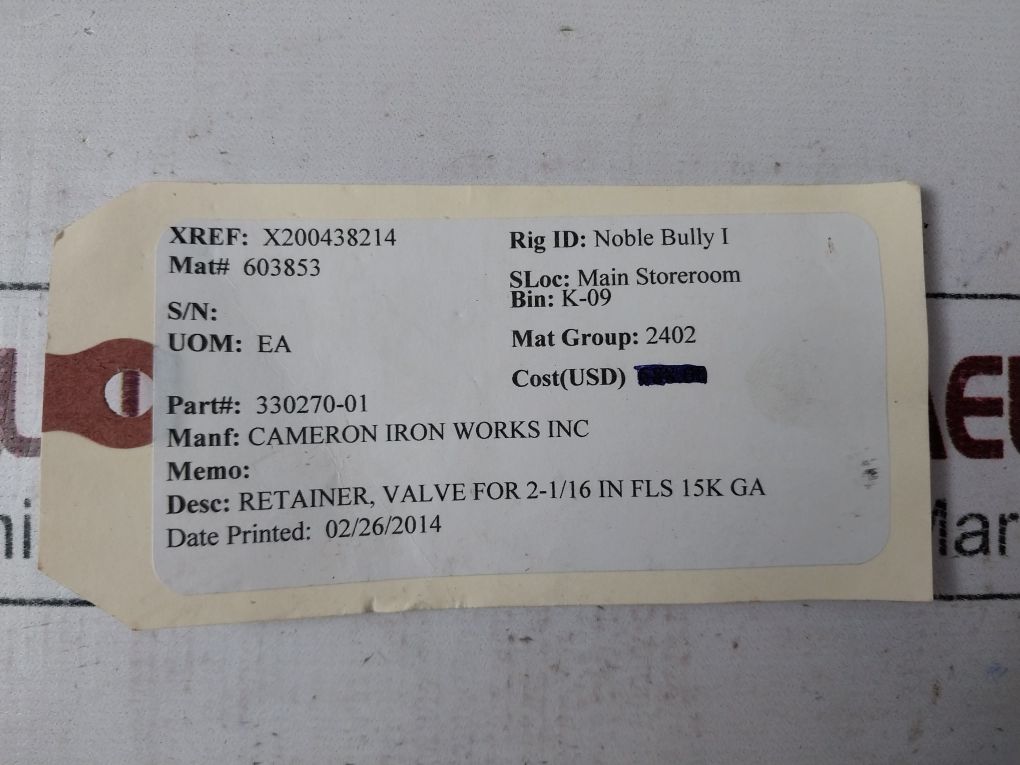 XREF: X200438214
Mat# 603853
S/N:
UOM: EA
Rig ID: Noble Bully I
SLoc: Main Storeroom
Bin: K-09
Mat Group: 2402
Cost(USD)
Part#: 330270-01
Manf: CAMERON IRON WORKS INC
Memo:
Desc: RETAINER, VALVE FOR 2-1/16 IN FLS 15K GA
Date Printed: 02/26/2014